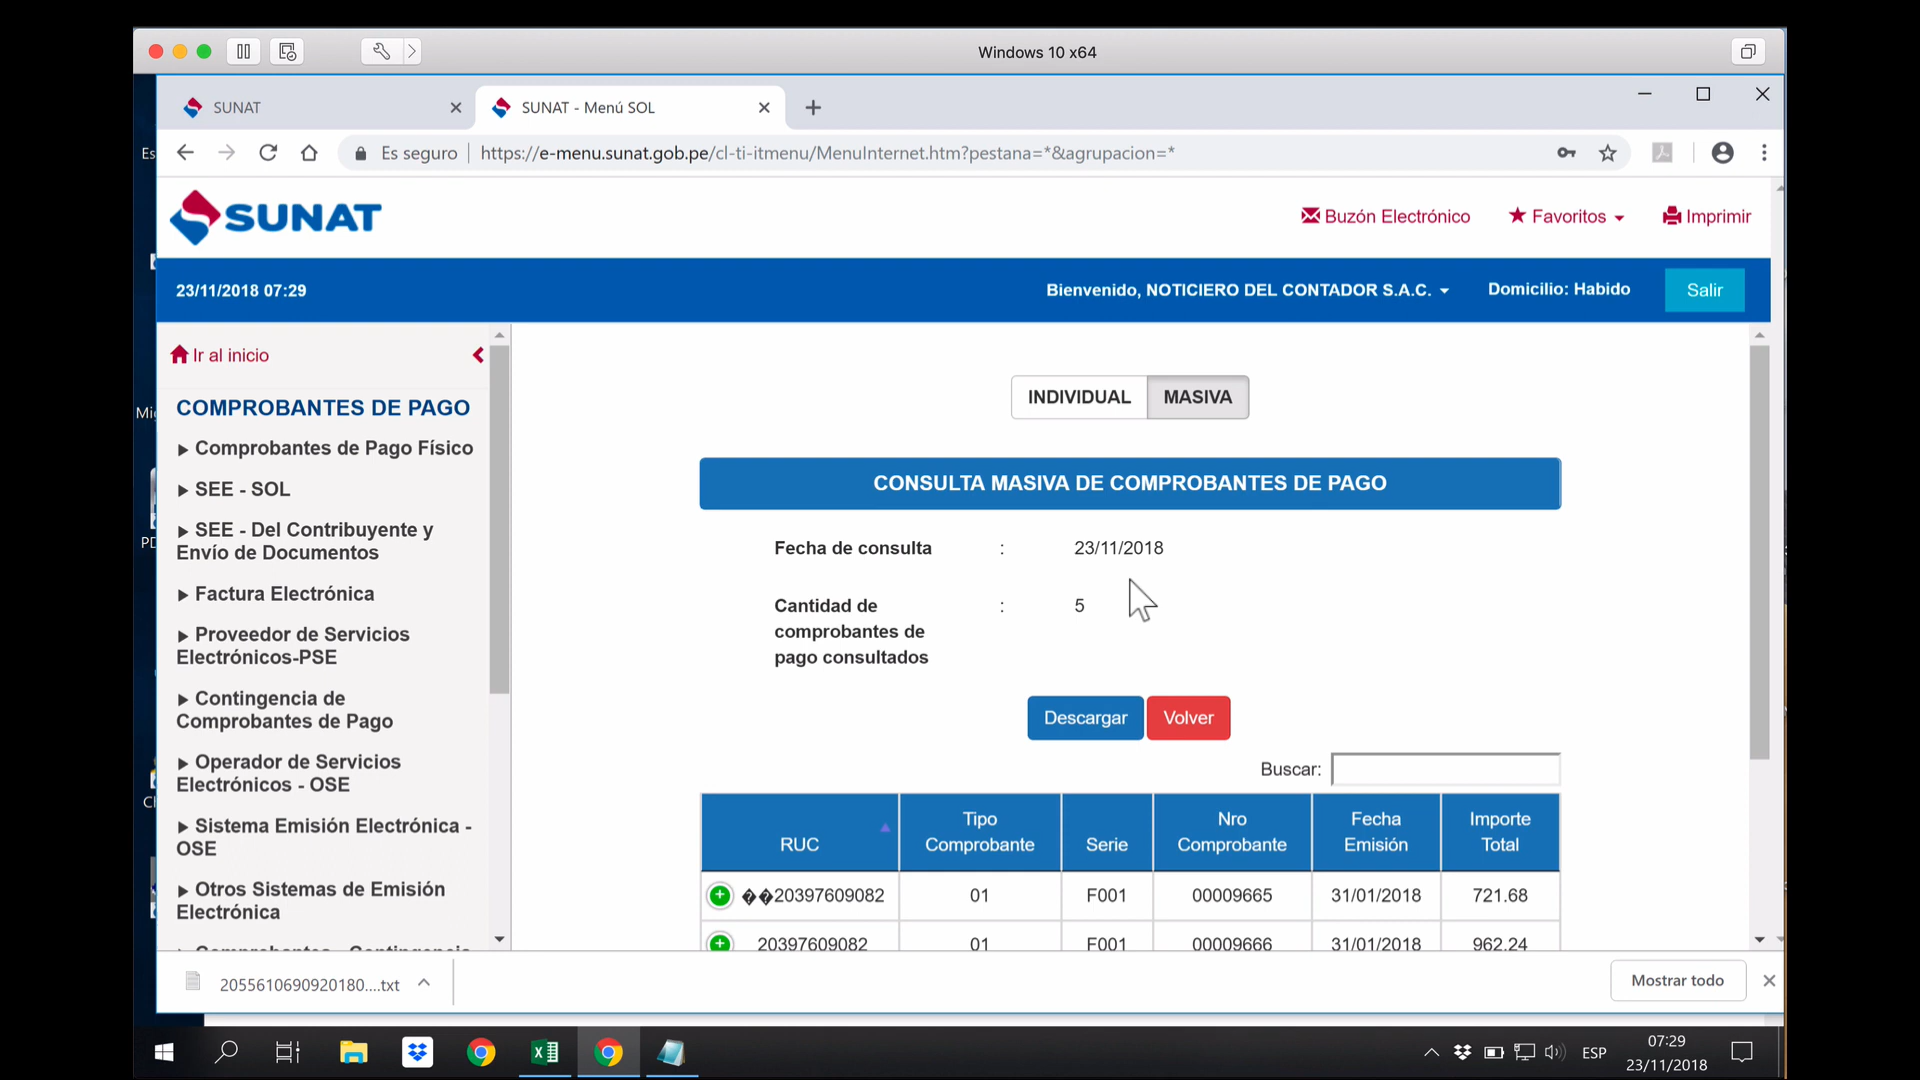 Windows 10 x64
SUNAT
SUNAT - Menú SOL
Es seguro
https://e-menu.sunat.gob.pe/cl-ti-itmenu/MenuInternet.htm?pestana=*&agrupacion=*
SUNAT
Buzón Electrónico
Favoritos
Imprimir
23/11/2018 07:29
Bienvenido, NOTICIERO DEL CONTADOR S.A.C.
Domicilio: Habido
Salir
Ir al inicio
COMPROBANTES DE PAGO
Comprobantes de Pago Físico
SEE - SOL
SEE - Del Contribuyente y
Envío de Documentos
Factura Electrónica
Proveedor de Servicios
Electrónicos-PSE
Contingencia de
Comprobantes de Pago
Operador de Servicios
Electrónicos - OSE
Sistema Emisión Electrónica -
OSE
Otros Sistemas de Emisión
Electrónica
INDIVIDUAL
MASIVA
CONSULTA MASIVA DE COMPROBANTES DE PAGO
Fecha de consulta : 23/11/2018
Cantidad de : 5
comprobantes de
pago consultados
Descargar
Volver
Buscar:
RUC
Tipo
Comprobante
Serie
Nro
Comprobante
Fecha
Emisión
Importe
Total
��20397609082 01 F001 00009665 31/01/2018 721.68
20397609082 01 F001 00009666 31/01/2018 962.24
2055610690920180....txt
Mostrar todo
ESP
07:29
23/11/2018